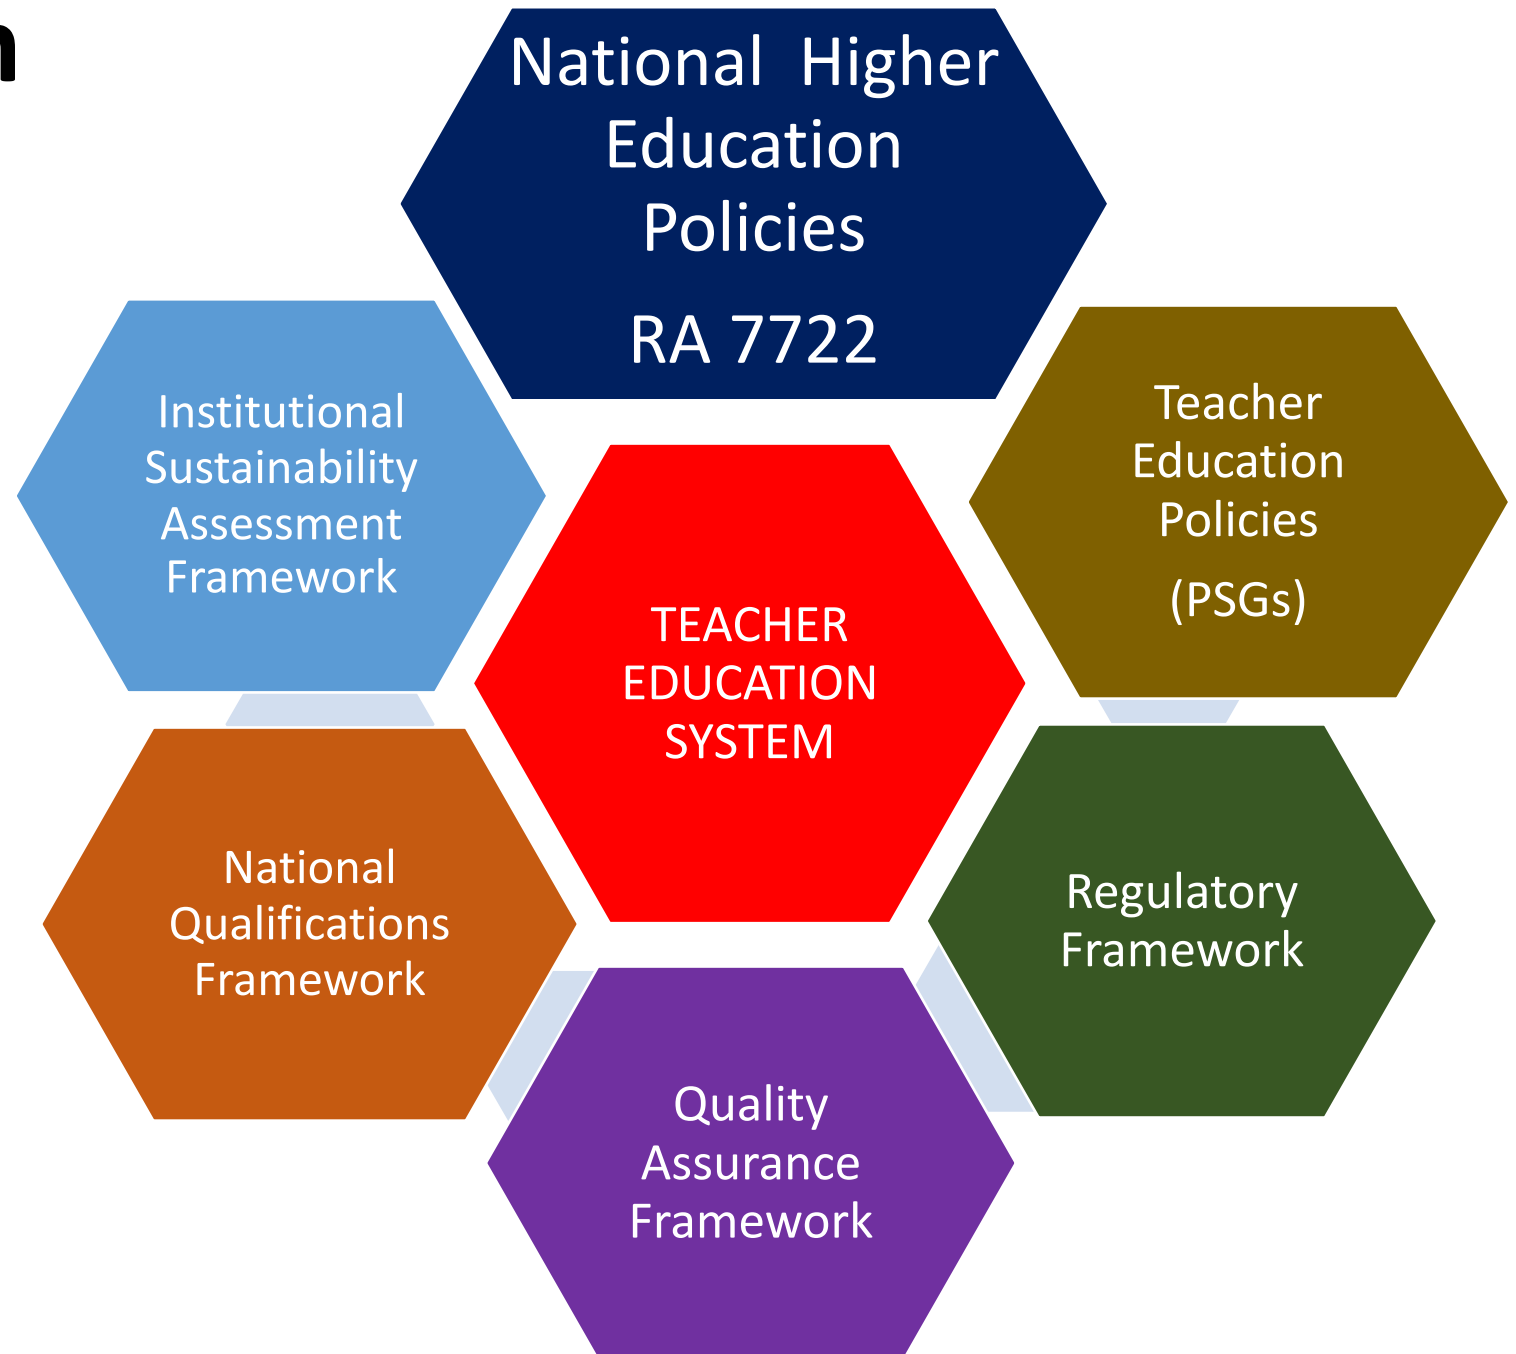 n
National Higher
Education
Policies
RA 7722
Institutional
Sustainability
Assessment
Framework
Teacher
Education
Policies
(PSGs)
TEACHER
EDUCATION
SYSTEM
National
Qualifications
Framework
Regulatory
Framework
Quality
Assurance
Framework